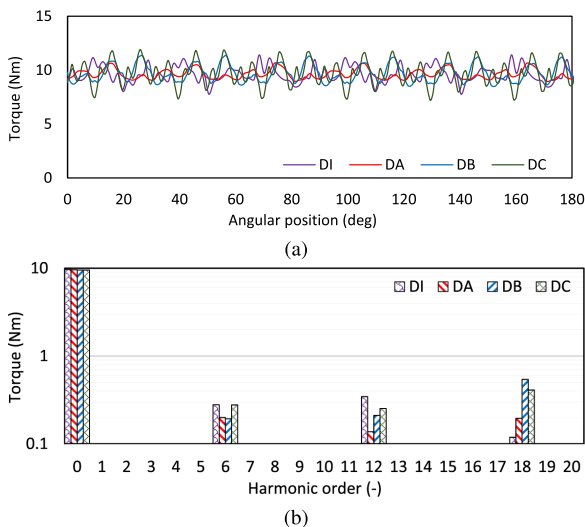 15
10
5
0
Torque (Nm)
DI DA DB DC
0 20 40 60 80 100 120 140 160 180
Angular position (deg)
(a)
10
1
0.1
Torque (Nm)
DI DA DB DC
0 1 2 3 4 5 6 7 8 9 10 11 12 13 14 15 16 17 18 19 20
Harmonic order (-)
(b)